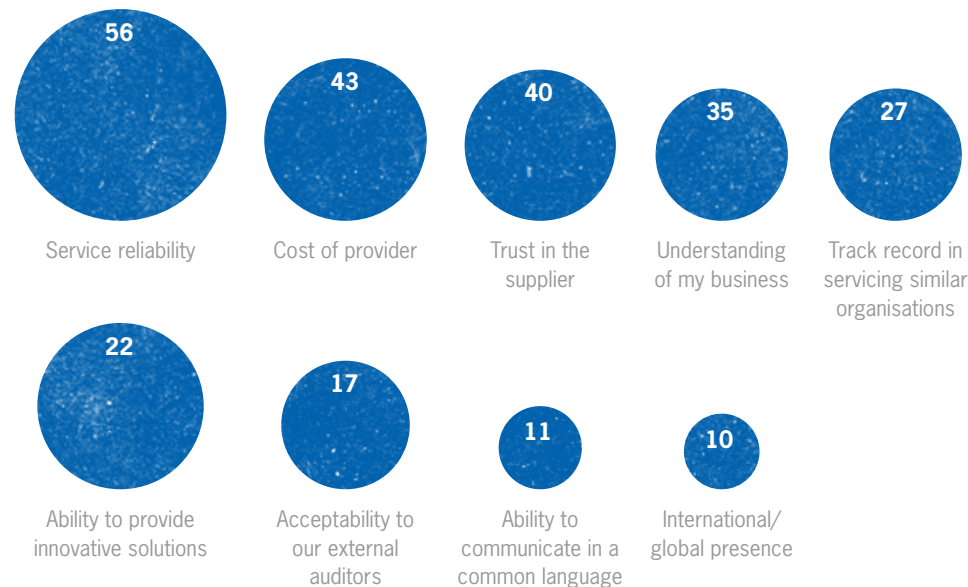 56
43
40
35
27
Service reliability
Cost of provider
Trust in the
supplier
Understanding
of my business
Track record in
servicing similar
organisations
22
17
11
10
Ability to provide
innovative solutions
Acceptability to
our external
auditors
Ability to
communicate in a
common language
International/
global presence